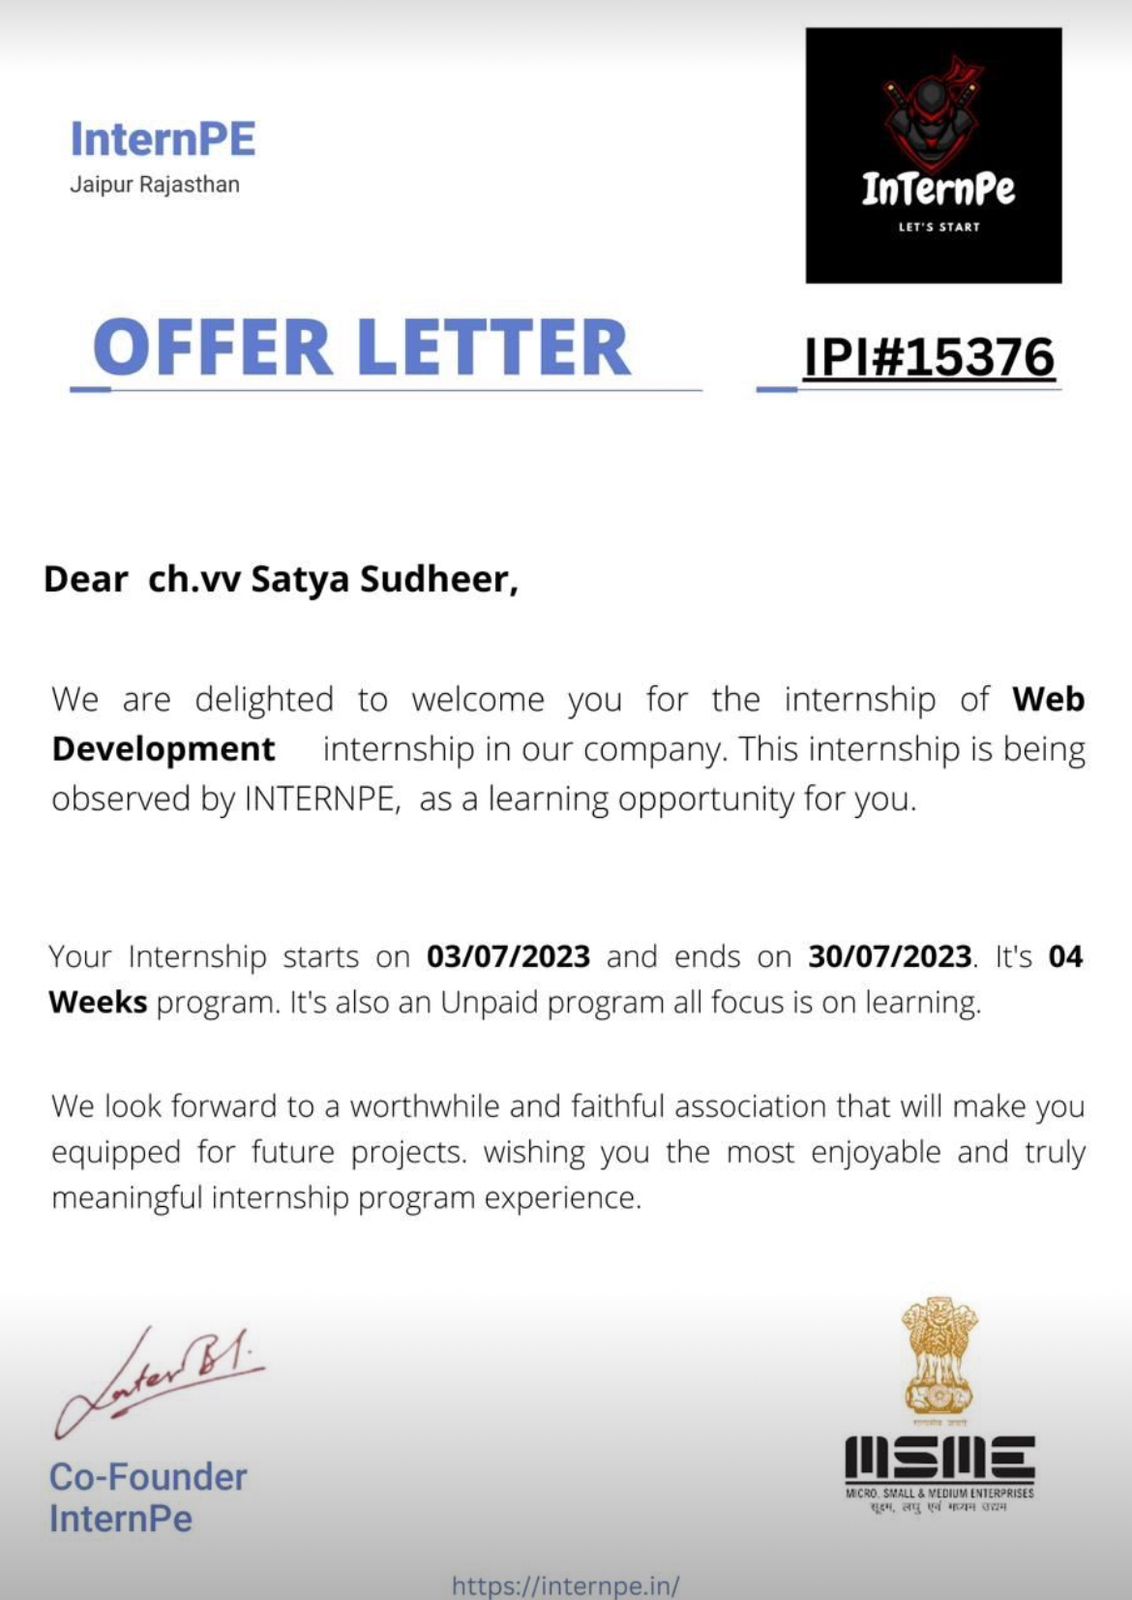 InternPE
Jaipur Rajasthan
InTernPe
LET'S START
OFFER LETTER
IPI#15376
Dear ch.vv Satya Sudheer,
We are delighted to welcome you for the internship of Web
Development internship in our company. This internship is being
observed by INTERNPE, as a learning opportunity for you.
Your Internship starts on 03/07/2023 and ends on 30/07/2023. It's 04
Weeks program. It's also an Unpaid program all focus is on learning.
We look forward to a worthwhile and faithful association that will make you
equipped for future projects. wishing you the most enjoyable and truly
meaningful internship program experience.
Co-Founder
InternPe
MSME
MICRO, SMALL & MEDIUM ENTERPRISES
सूक्ष्म, लघु एवं मध्यम उद्यम
https://internpe.in/